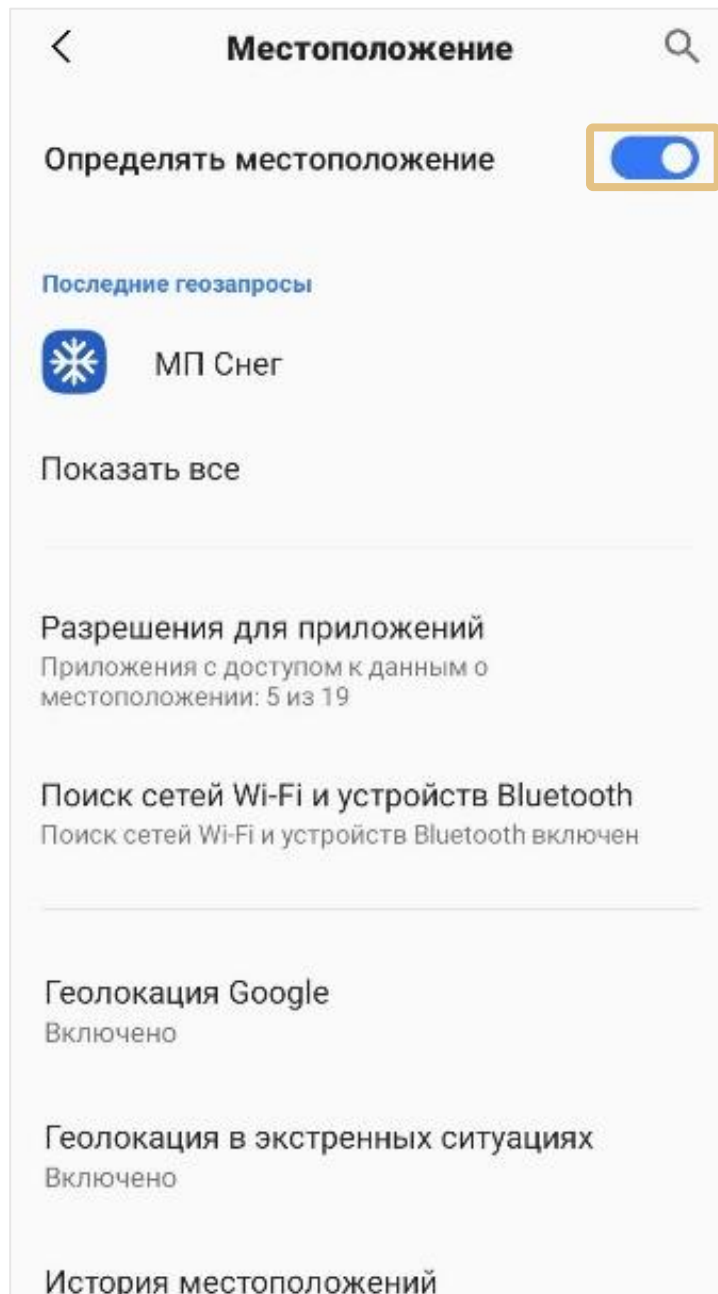 Местоположение
Определять местоположение
Последние геозапросы
МП Снег
Показать все
Разрешения для приложений
Приложения с доступом к данным о
местоположении: 5 из 19
Поиск сетей Wi-Fi и устройств Bluetooth
Поиск сетей Wi-Fi и устройств Bluetooth включен
Геолокация Google
Включено
Геолокация в экстренных ситуациях
Включено
История местоположений